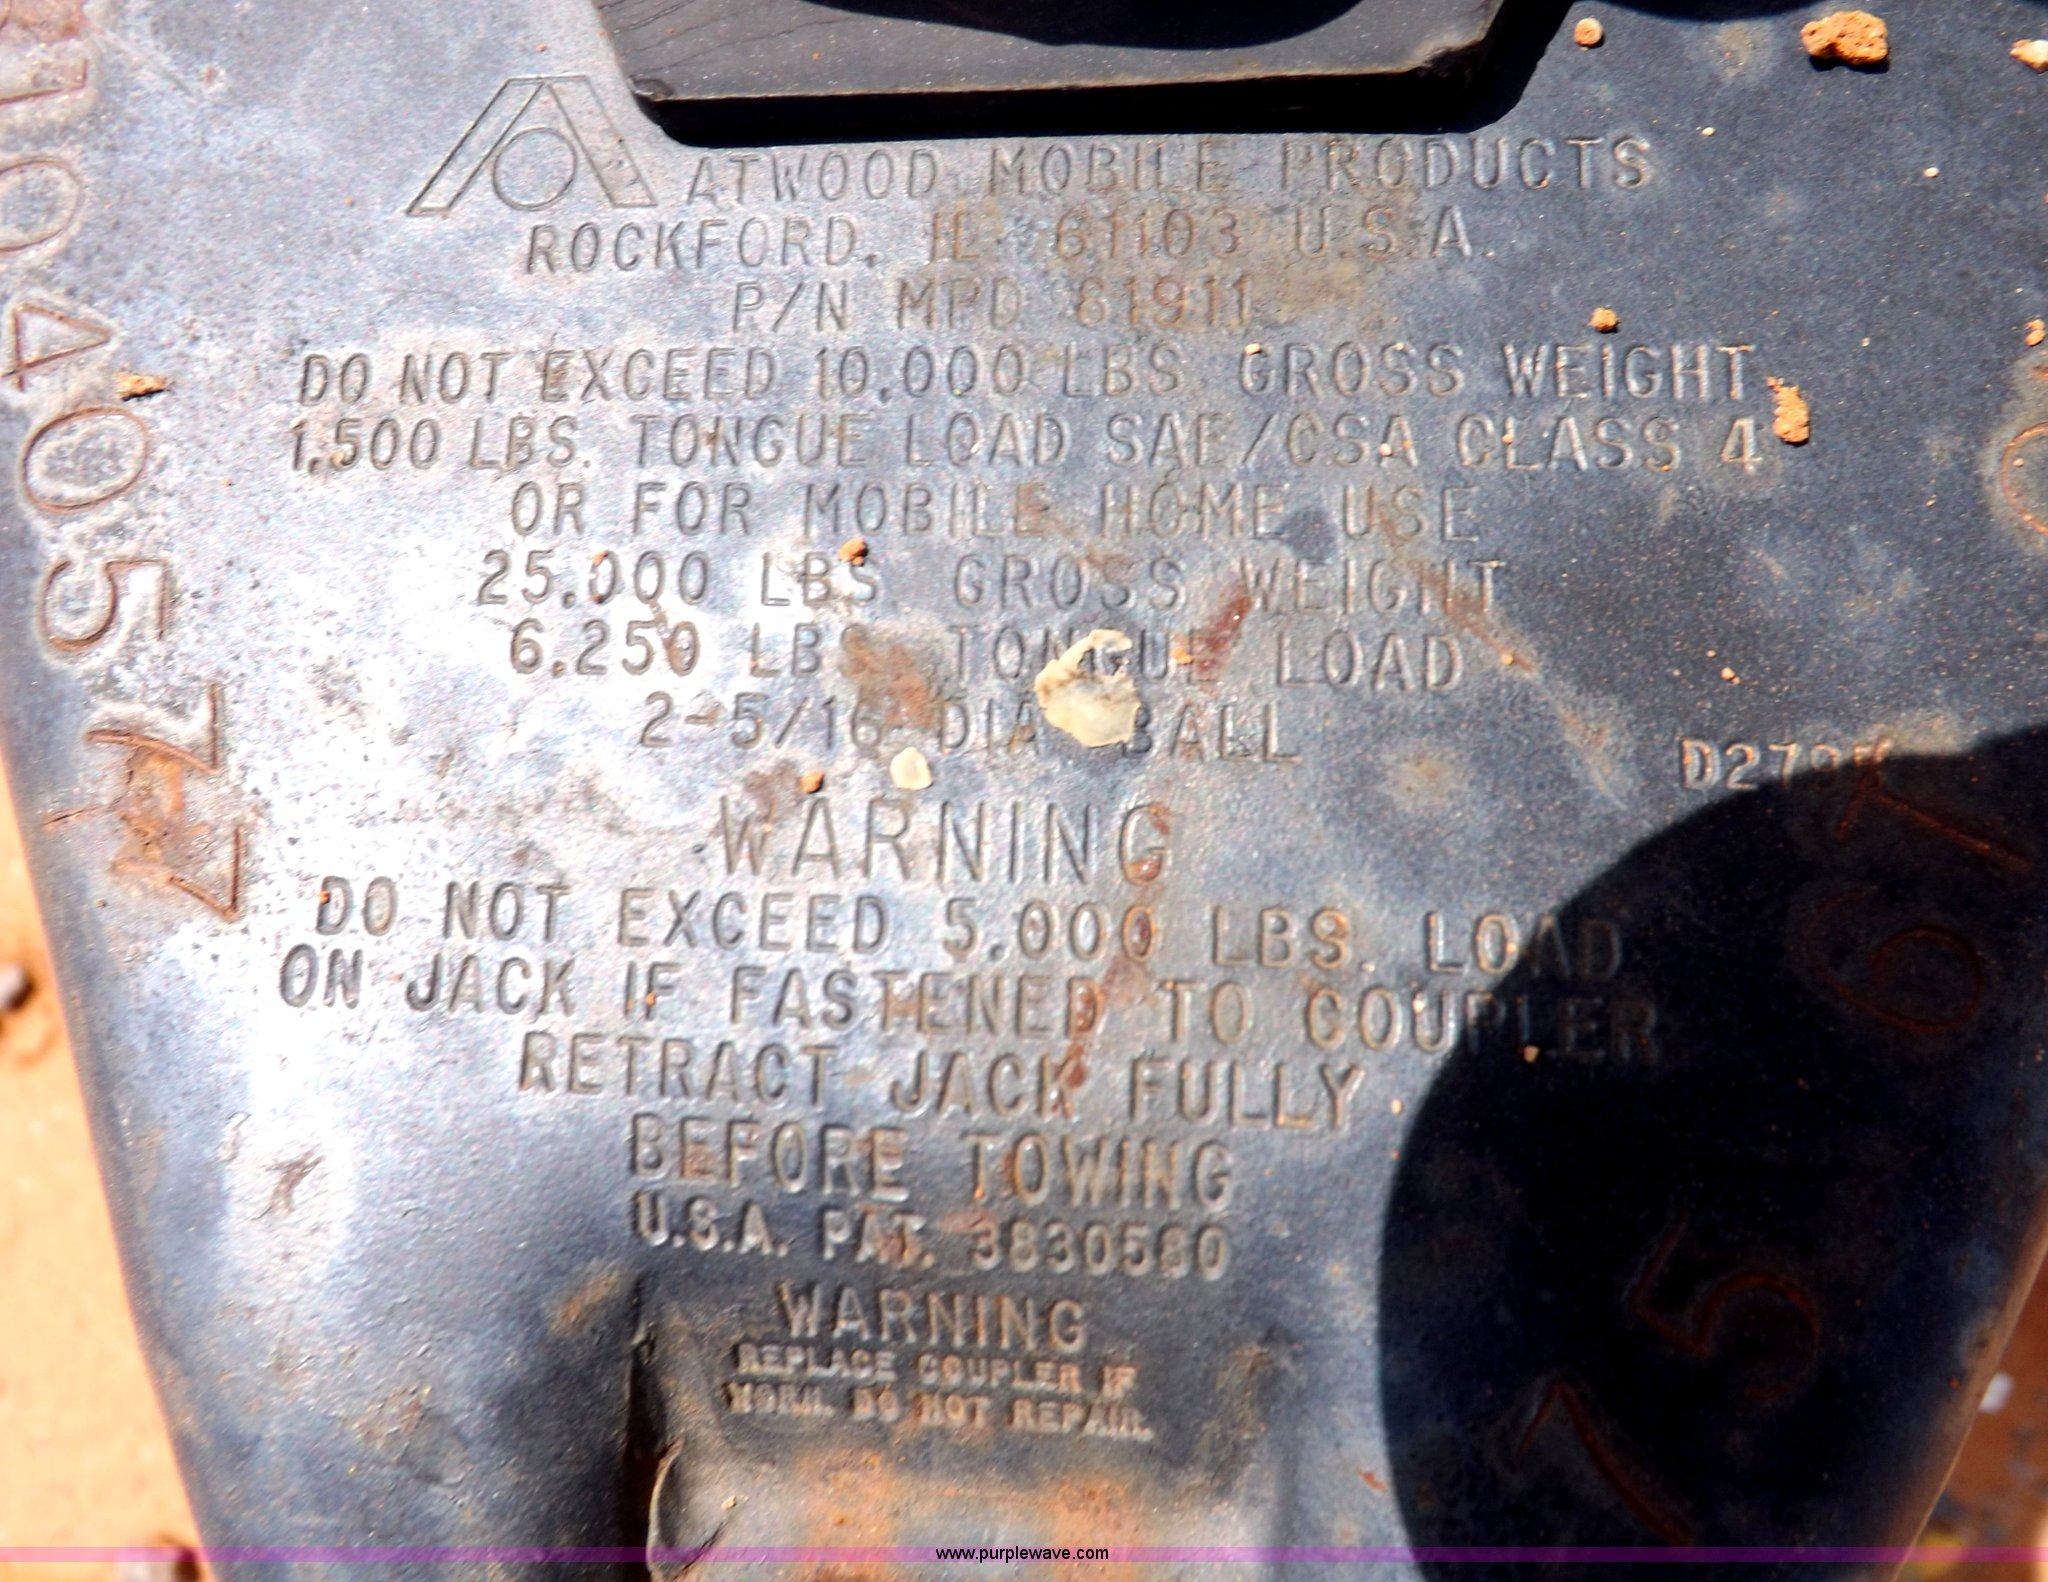 ATWOOD MOBILE PRODUCTS
ROCKFORD, IL 61103 U.S.A.
P/N MPD 81911
DO NOT EXCEED 10,000 LBS. GROSS WEIGHT
1,500 LBS. TONGUE LOAD SAE/CSA CLASS 4
OR FOR MOBILE HOME USE
25,000 LBS GROSS WEIGHT
6,250 LBS TONGUE LOAD
2-5/16 DIA BALL
WARNING
DO NOT EXCEED 5,000 LBS. LOAD
ON JACK IF FASTENED TO COUPLER
RETRACT JACK FULLY
BEFORE TOWING
U.S.A. PAT. 3830580
WARNING
REPLACE COUPLER IF
WORN. DO NOT REPAIR.
www.purplewave.com